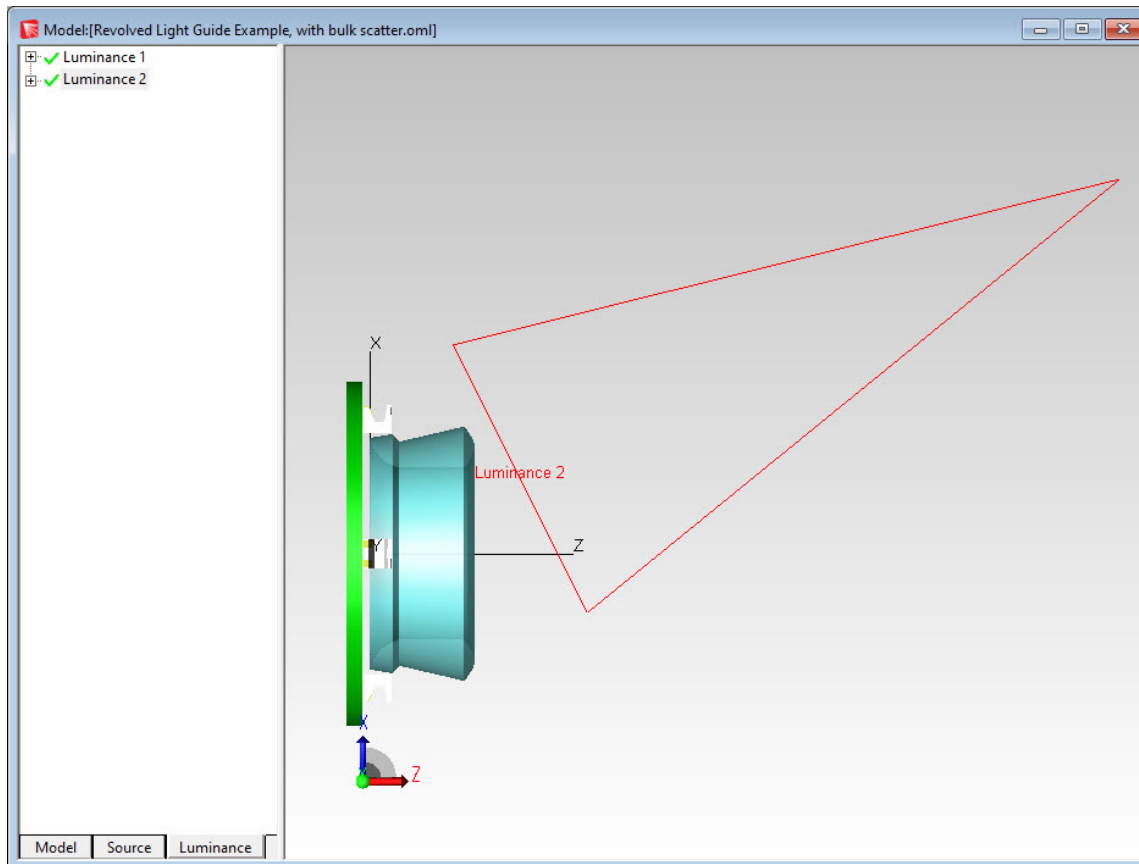 Model:[Revolved Light Guide Example, with bulk scatter.oml]
Luminance 1
Luminance 2
X
Luminance 2
Y
Z
X
Z
Model
Source
Luminance